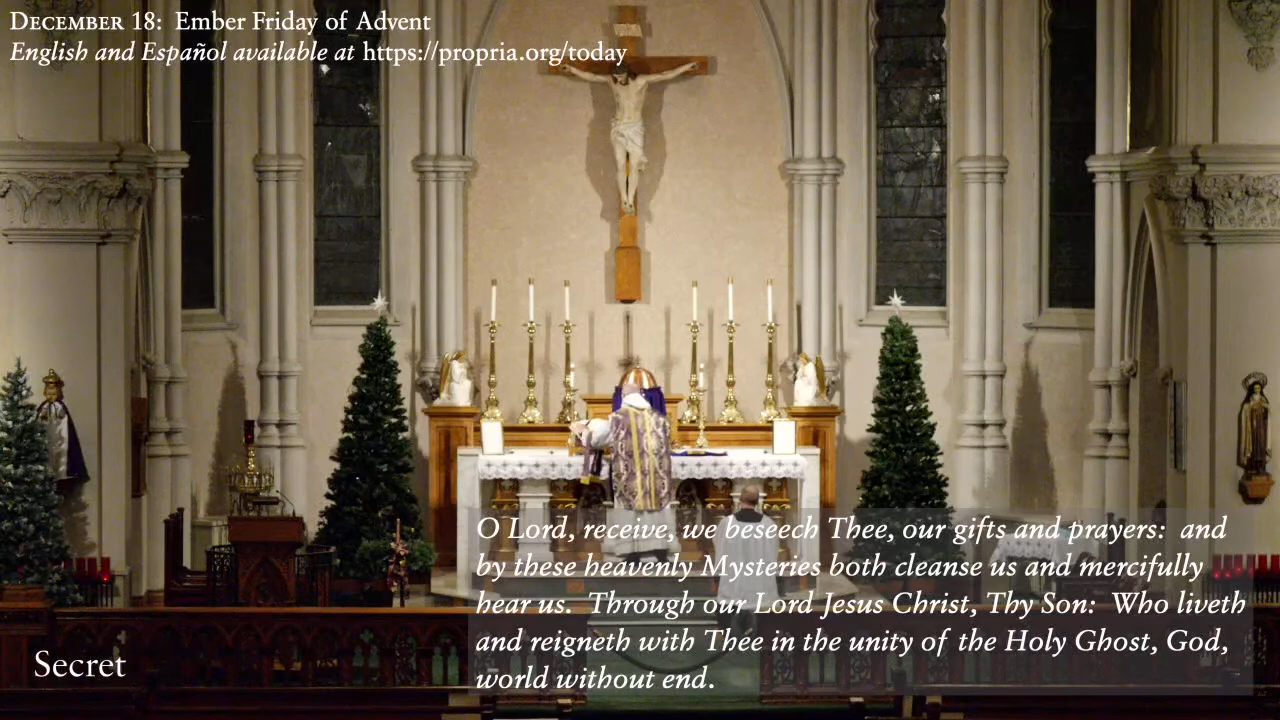 December 18: Ember Friday of Advent
English and Español available at https://propria.org/today
O Lord, receive, we beseech Thee, our gifts and prayers: and
by these heavenly Mysteries both cleanse us and mercifully
hear us. Through our Lord Jesus Christ, Thy Son: Who liveth
and reigneth with Thee in the unity of the Holy Ghost, God,
world without end.
Secret